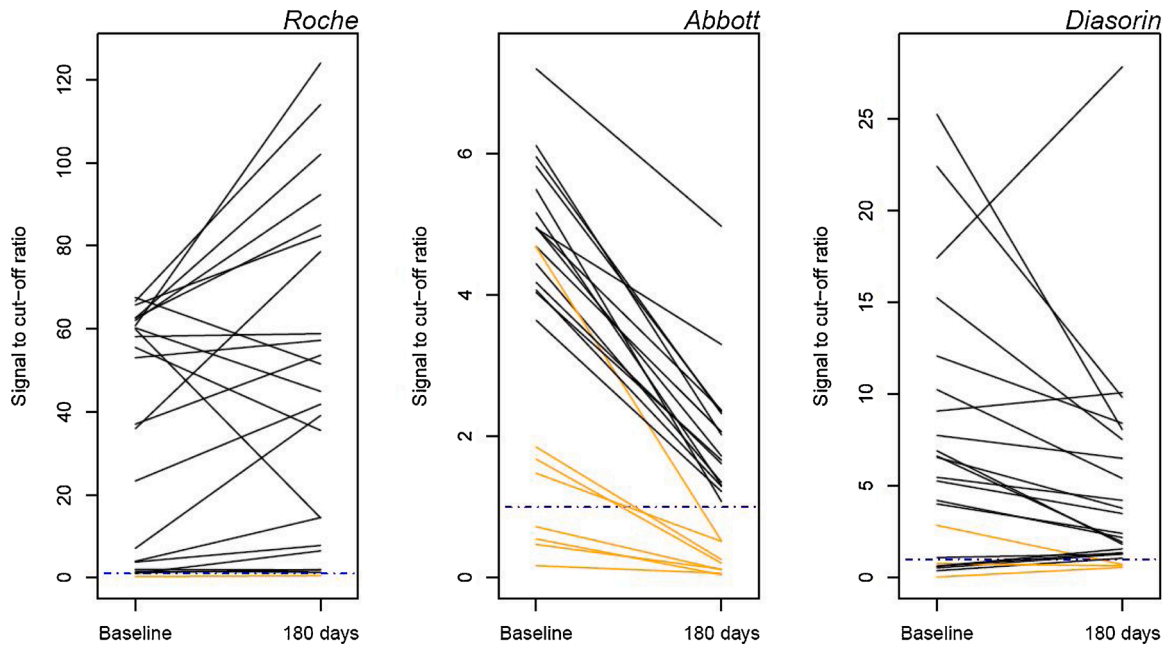 Roche
Abbott
Diasorin
Signal to cut−off ratio
120
100
80
60
40
20
0
Baseline
180 days
Signal to cut−off ratio
6
4
2
0
Baseline
180 days
Signal to cut−off ratio
25
20
15
10
5
0
Baseline
180 days